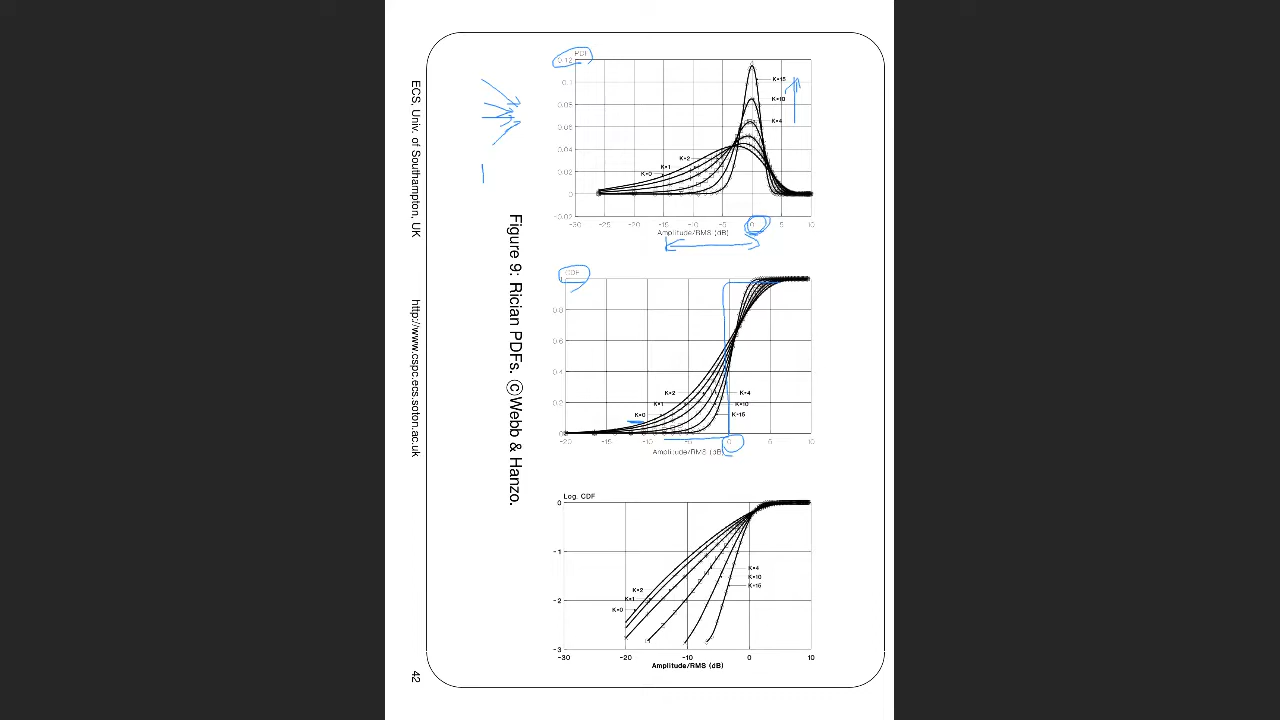 PDF
0.12
0.1
0.08
0.06
0.04
0.02
0
-0.02
K=15
K=10
K=4
K=2
K=1
K=0
-30 -25 -20 -15 -10 -5 0 5 10
Amplitude/RMS (dB)
CDF
0.8
0.6
0.4
0.2
0
K=2
K=1
K=0
K=4
K=10
K=15
-20 -15 -10 -5 0 5 10
Amplitude/RMS (dB)
Log. CDF
0
-1
-2
-3
K=2
K=1
K=0
K=4
K=10
K=15
-30 -20 -10 0 10
Amplitude/RMS (dB)
Figure 9: Rician PDFs. ©Webb & Hanzo.
ECS, Univ. of Southampton, UK
http://www.cspc.ecs.soton.ac.uk
42